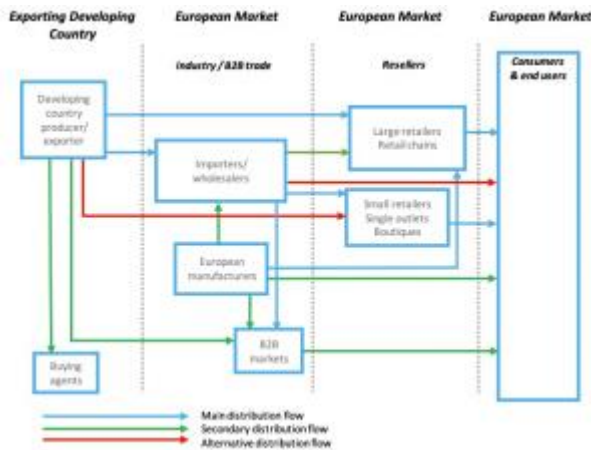 Exporting Developing
Country
European Market
European Market
European Market
Industry / B2B trade
Resellers
Consumers
& end users
Developing
country
producer/
exporter
Large retailers
Retail chains
Importers/
wholesalers
Small retailers
Single outlets
Boutiques
European
manufacturers
B2B
markets
Buying
agents
Main distribution flow
Secondary distribution flow
Alternative distribution flow